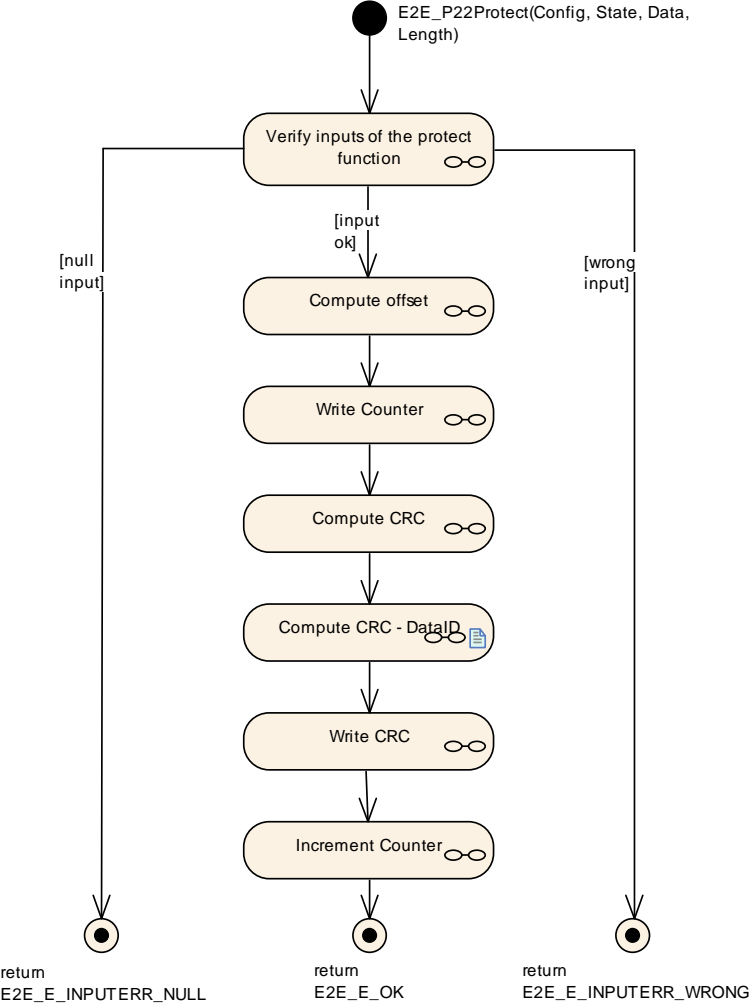 E2E_P22Protect(Config, State, Data,
Length)
Verify inputs of the protect
function
[input
ok]
[null
input]
[wrong
input]
Compute offset
Write Counter
Compute CRC
Compute CRC - DataID
Write CRC
Increment Counter
return
E2E_E_INPUTERR_NULL
return
E2E_E_OK
return
E2E_E_INPUTERR_WRONG